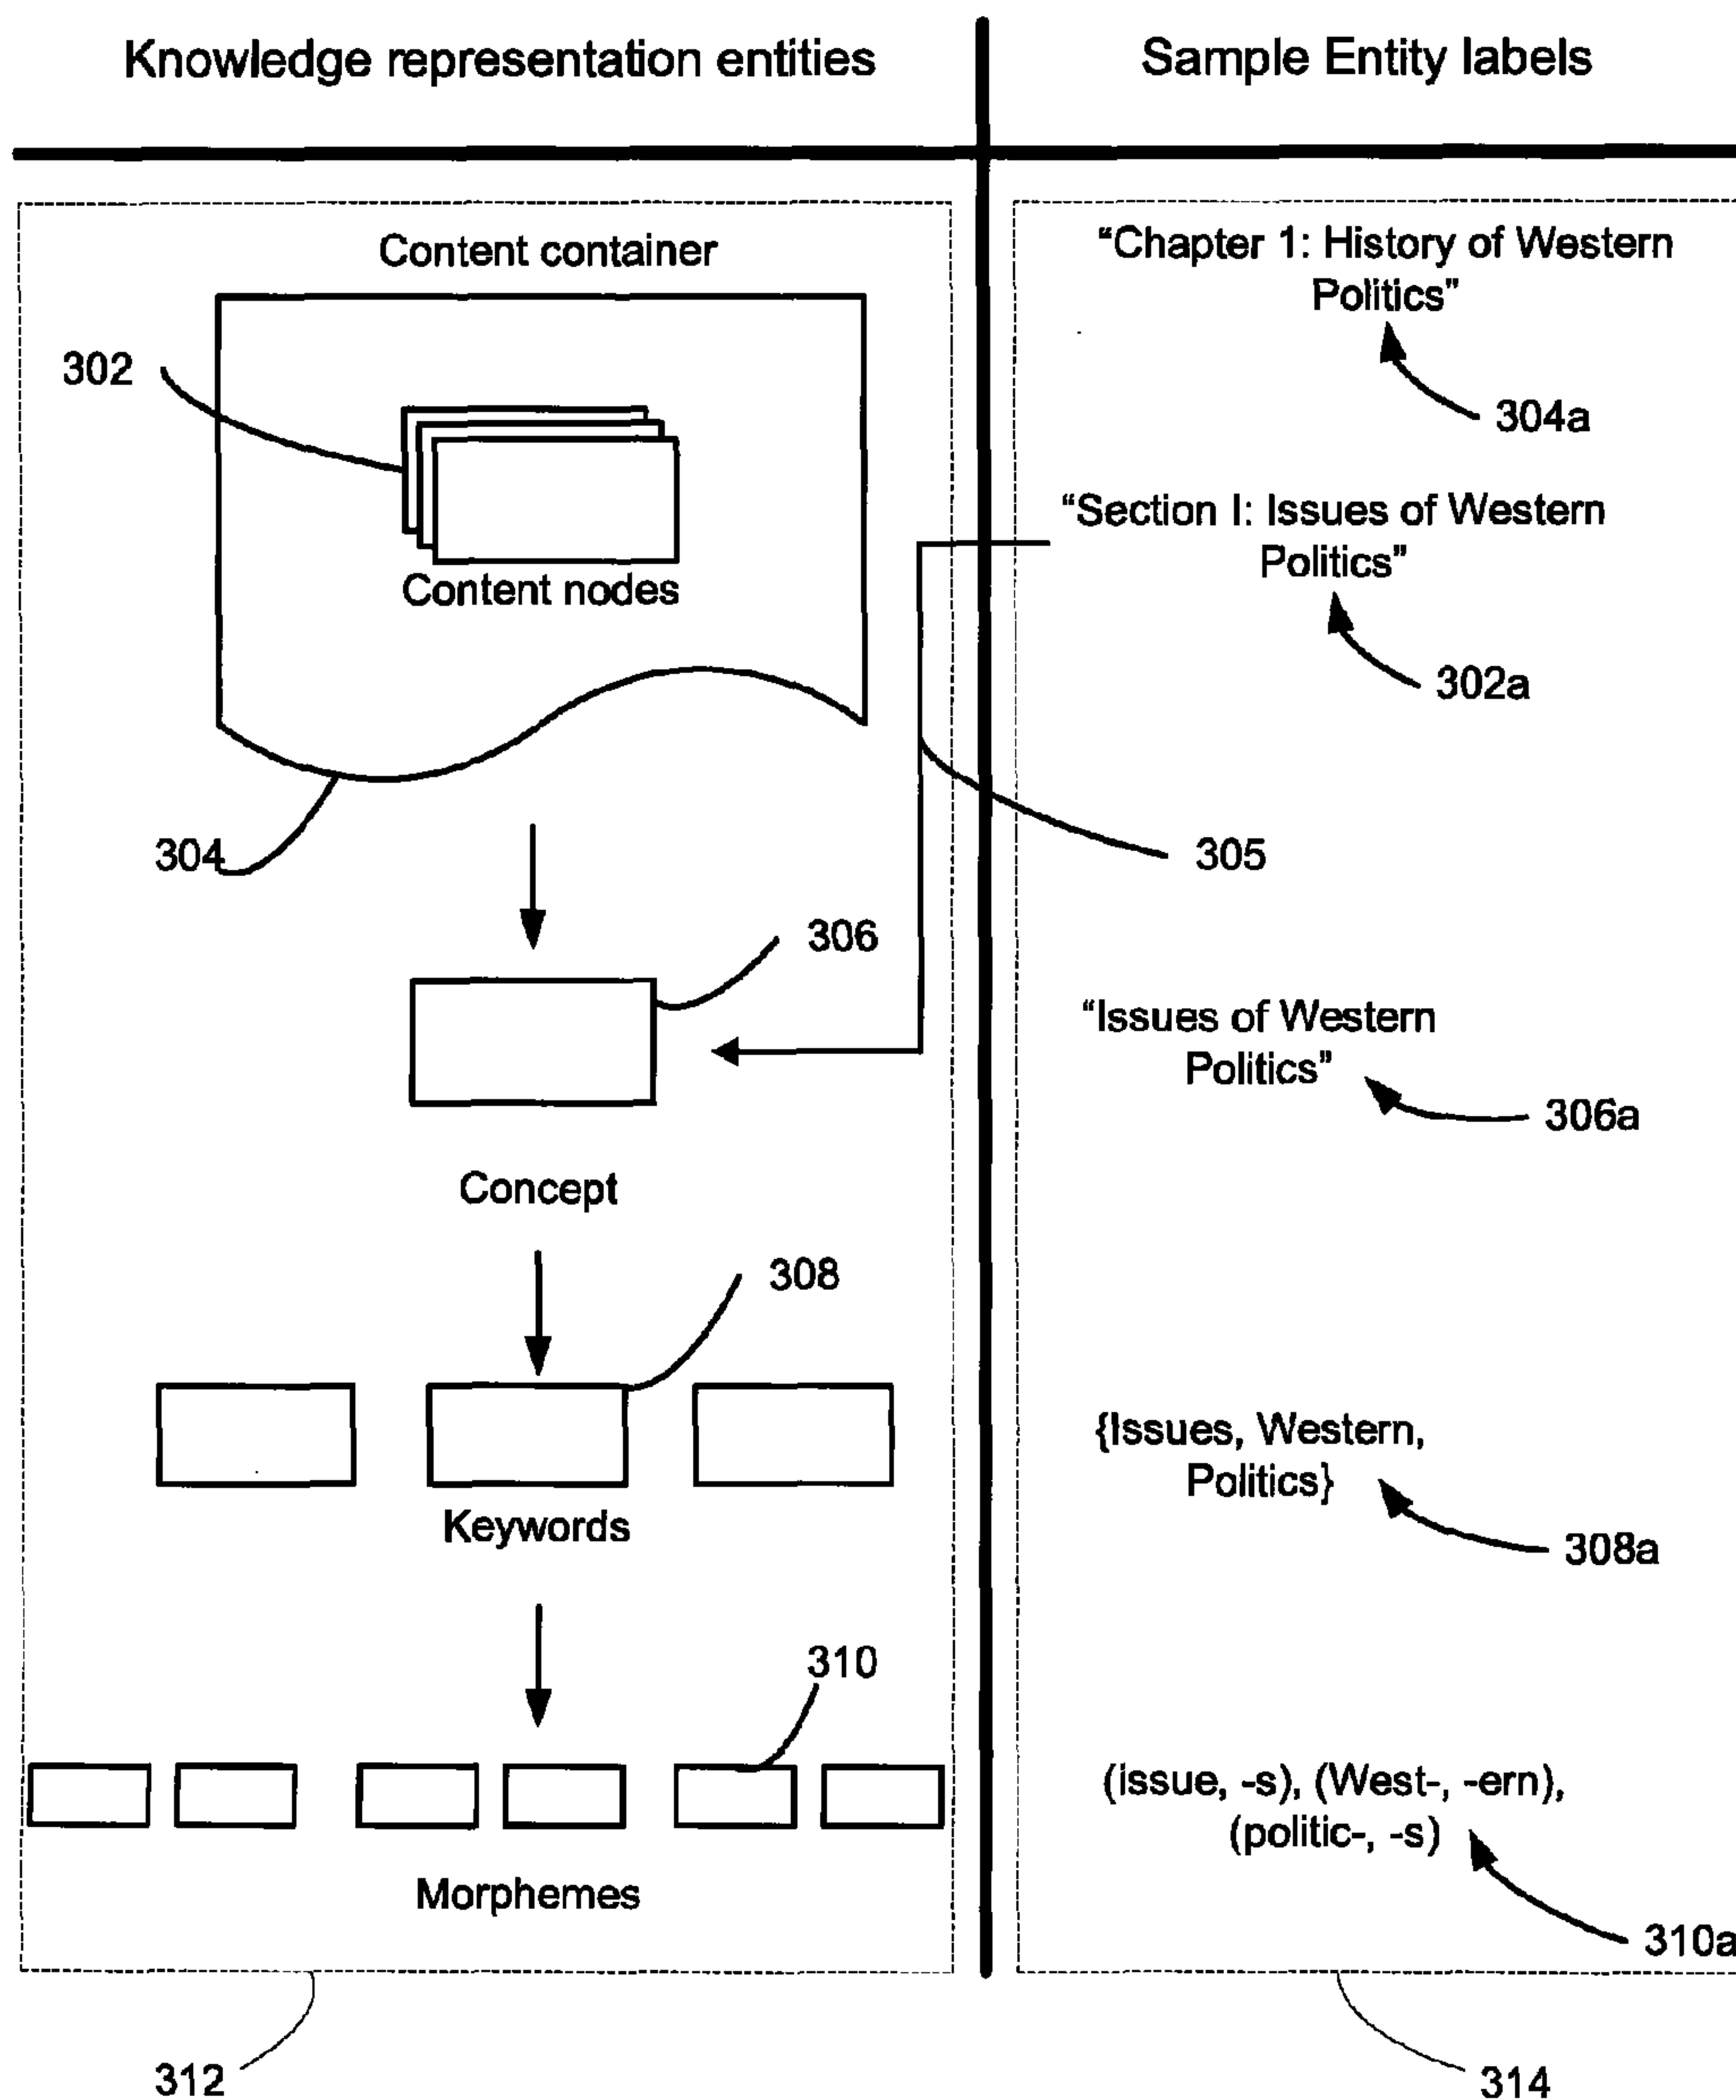 Knowledge representation entities
Sample Entity labels
Content container
302
Content nodes
304
306
Concept
308
Keywords
310
Morphemes
312
“Chapter 1: History of Western
Politics”
304a
“Section I: Issues of Western
Politics”
302a
305
“Issues of Western
Politics”
306a
{Issues, Western,
Politics}
308a
(issue, -s), (West-, -ern),
(politic-, -s)
310a
314